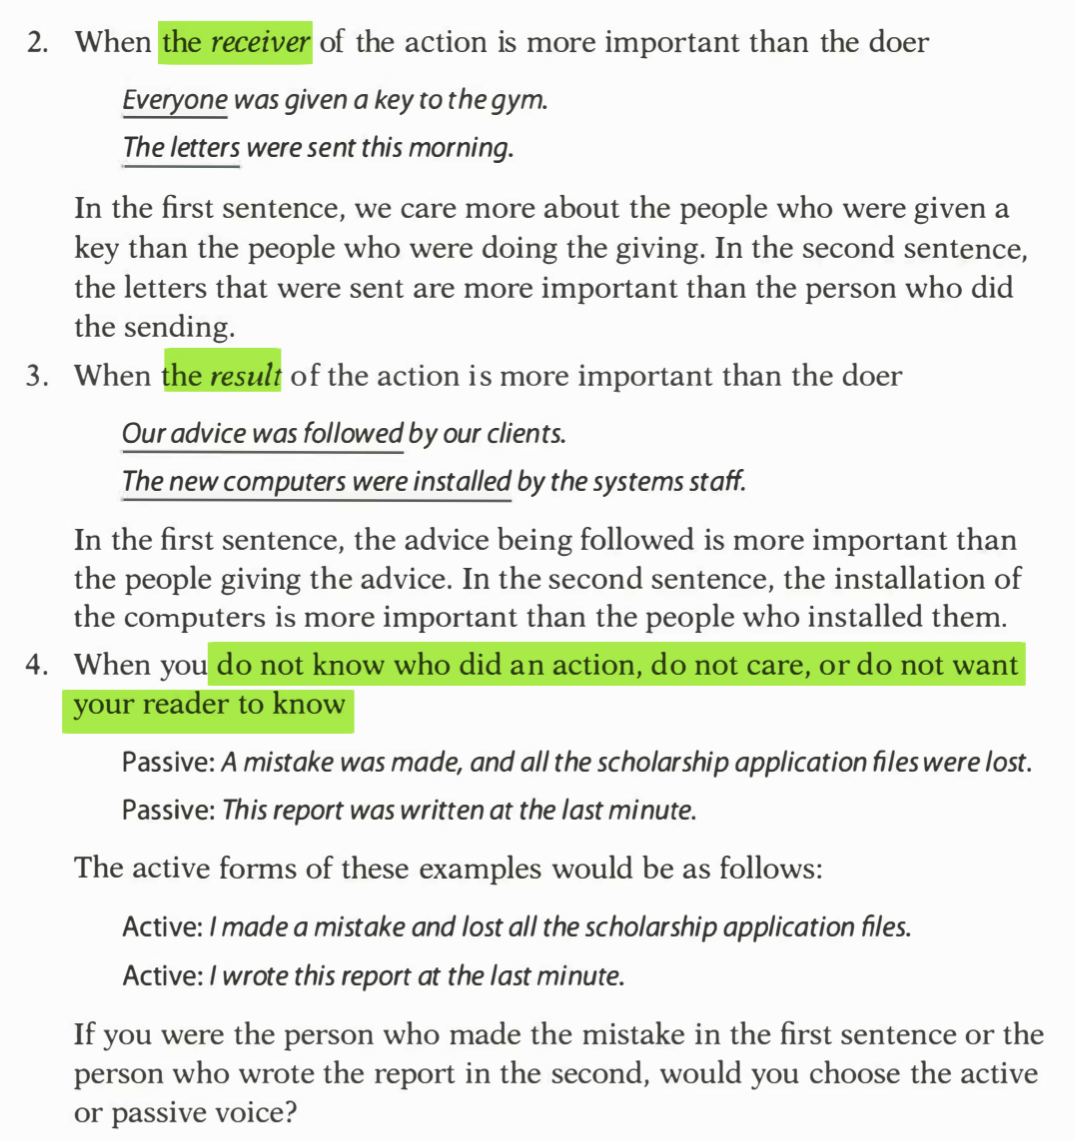 2. When the receiver of the action is more important than the doer
Everyone was given a key to the gym.
The letters were sent this morning.
In the first sentence, we care more about the people who were given a
key than the people who were doing the giving. In the second sentence,
the letters that were sent are more important than the person who did
the sending.
3. When the result of the action is more important than the doer
Our advice was followed by our clients.
The new computers were installed by the systems staff.
In the first sentence, the advice being followed is more important than
the people giving the advice. In the second sentence, the installation of
the computers is more important than the people who installed them.
4. When you do not know who did an action, do not care, or do not want
your reader to know
Passive: A mistake was made, and all the scholarship application files were lost.
Passive: This report was written at the last minute.
The active forms of these examples would be as follows:
Active: I made a mistake and lost all the scholarship application files.
Active: I wrote this report at the last minute.
If you were the person who made the mistake in the first sentence or the
person who wrote the report in the second, would you choose the active
or passive voice?